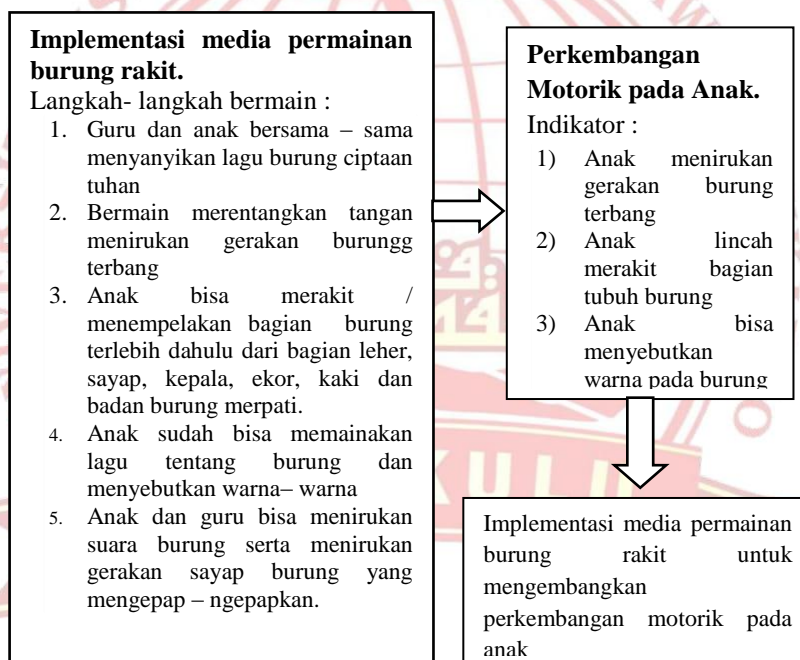 Implementasi media permainan
burung rakit.
Langkah- langkah bermain :
1. Guru dan anak bersama – sama
menyanyikan lagu burung ciptaan
tuhan
2. Bermain merentangkan tangan
menirukan gerakan burungg
terbang
3. Anak bisa merakit /
menempelakan bagian burung
terlebih dahulu dari bagian leher,
sayap, kepala, ekor, kaki dan
badan burung merpati.
4. Anak sudah bisa memainakan
lagu tentang burung dan
menyebutkan warna– warna
5. Anak dan guru bisa menirukan
suara burung serta menirukan
gerakan sayap burung yang
mengepap – ngepapkan.
Perkembangan
Motorik pada Anak.
Indikator :
1) Anak menirukan
gerakan burung
terbang
2) Anak lincah
merakit bagian
tubuh burung
3) Anak bisa
menyebutkan
warna pada burung
Implementasi media permainan
burung rakit untuk
mengembangkan
perkembangan motorik pada
anak